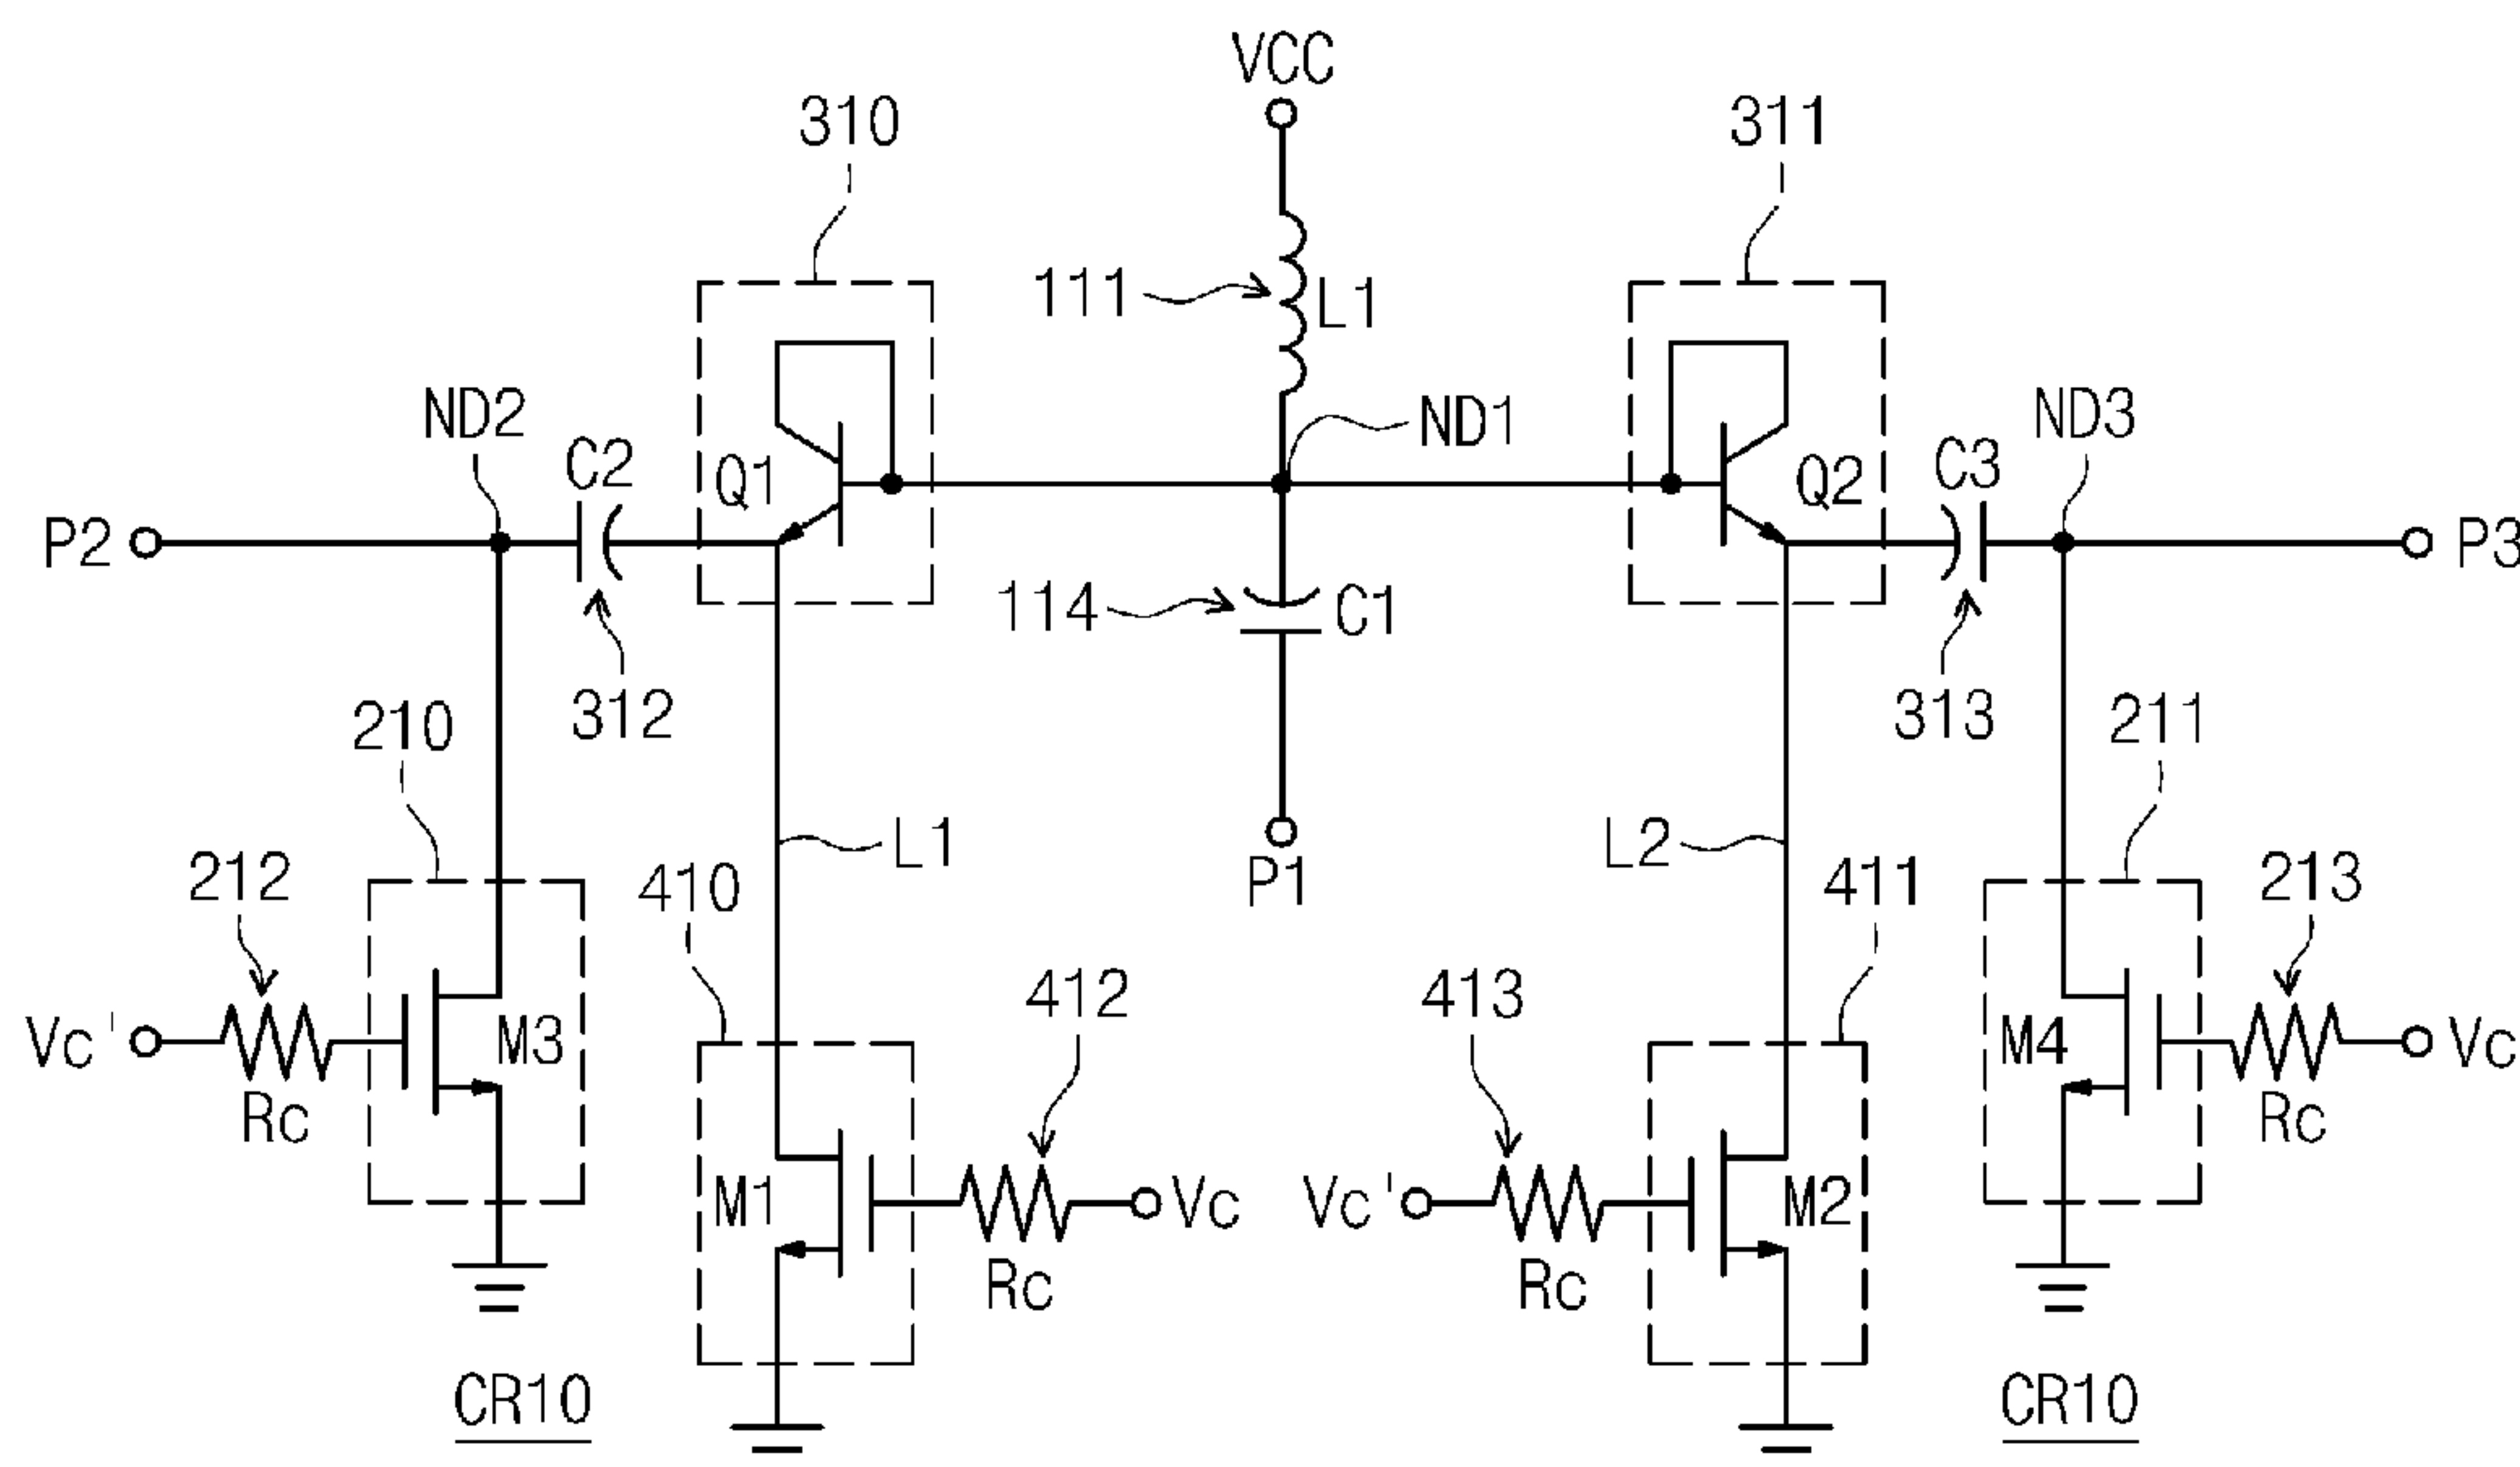 VCC
310
311
111
L1
ND2
ND1
ND3
C2
C3
Q1
Q2
P2
P3
114
C1
312
313
210
211
212
L1
410
P1
L2
411
213
412
413
Vc'
M3
M4
Vc
Rc
Rc
M1
Vc
Vc'
M2
Rc
Rc
CR10
CR10